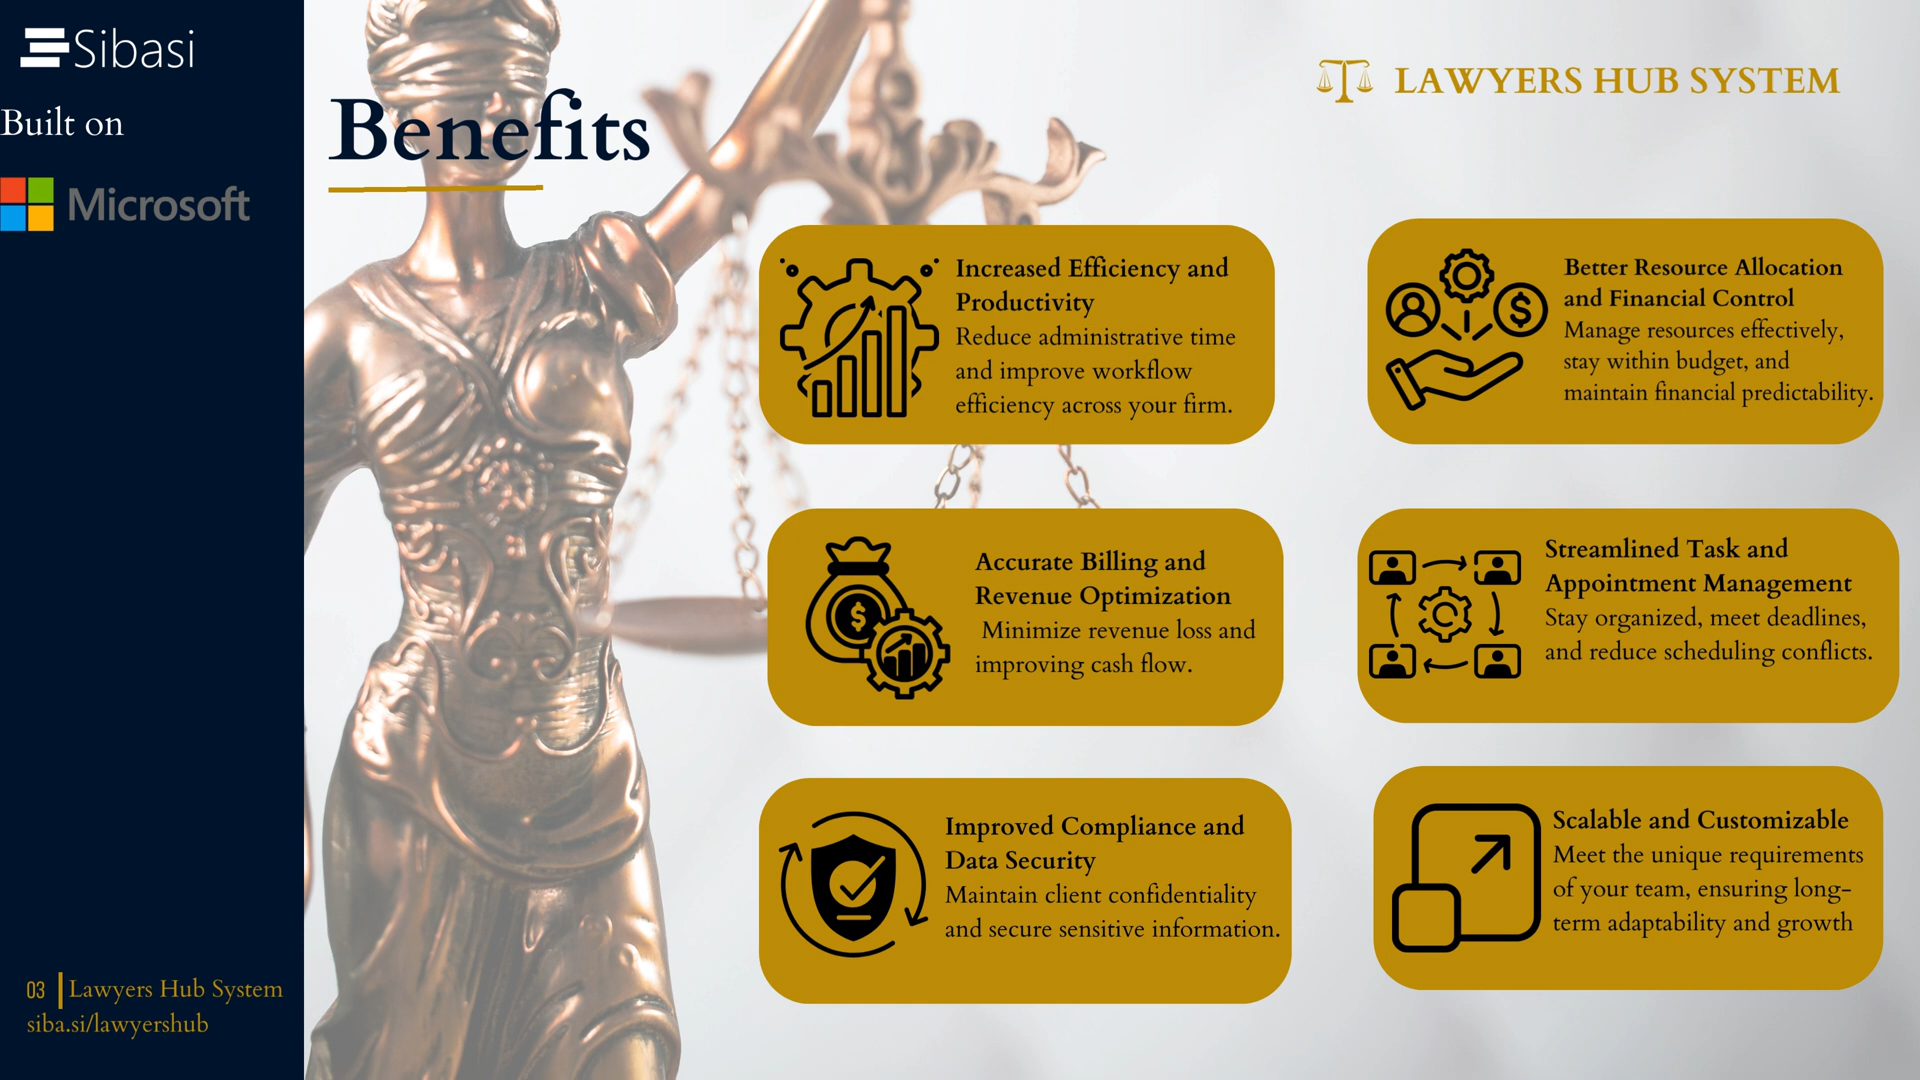 Sibasi
Built on
Microsoft
Benefits
LAWYERS HUB SYSTEM
Increased Efficiency and
Productivity
Reduce administrative time
and improve workflow
efficiency across your firm.
Better Resource Allocation
and Financial Control
Manage resources effectively,
stay within budget, and
maintain financial predictability.
Accurate Billing and
Revenue Optimization
Minimize revenue loss and
improving cash flow.
Streamlined Task and
Appointment Management
Stay organized, meet deadlines,
and reduce scheduling conflicts.
Improved Compliance and
Data Security
Maintain client confidentiality
and secure sensitive information.
Scalable and Customizable
Meet the unique requirements
of your team, ensuring long-
term adaptability and growth
03 Lawyers Hub System
siba.si/lawyershub